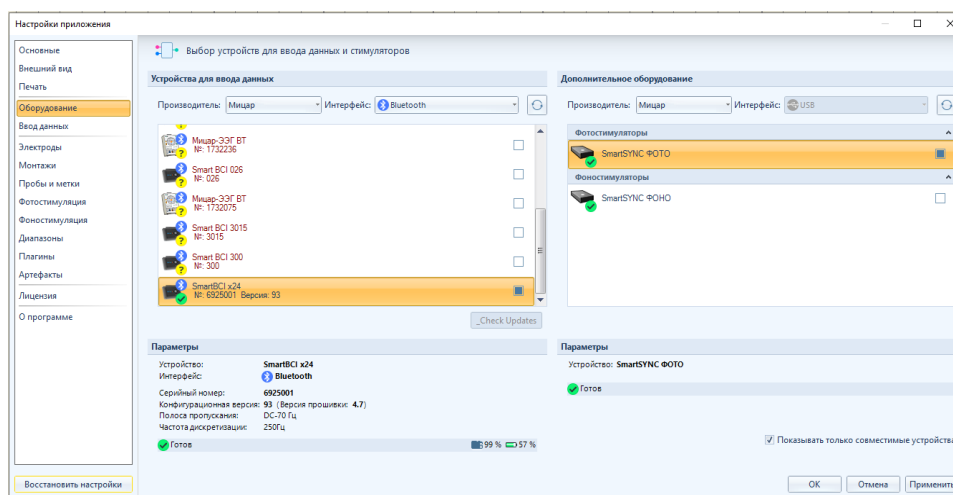 Настройки приложения
Основные
Внешний вид
Печать
Оборудование
Ввод данных
Электроды
Монтажи
Пробы и метки
Фотостимуляция
Фоностимуляция
Диапазоны
Плагины
Артефакты
Лицензия
О программе
Восстановить настройки
Выбор устройств для ввода данных и стимуляторов
Устройства для ввода данных
Производитель: Мицар Интерфейс: Bluetooth
Мицар-ЭЭГ BT
№: 1732236
Smart BCI 026
№: 026
Мицар-ЭЭГ BT
№: 1732075
Smart BCI 3015
№: 3015
Smart BCI 300
№: 300
SmartBCI x24
№: 6925001 Версия: 93
_Check Updates
Параметры
Устройство: SmartBCI x24
Интерфейс: Bluetooth
Серийный номер: 6925001
Конфигурационная версия: 93 (Версия прошивки: 4.7)
Полоса пропускания: DC-70 Гц
Частота дискретизации: 250Гц
Готов 99 % 57 %
Дополнительное оборудование
Производитель: Мицар Интерфейс: USB
Фотостимуляторы
SmartSYNC ФОТО
Фоностимуляторы
SmartSYNC ФОНО
Параметры
Устройство: SmartSYNC ФОТО
Готов
Показывать только совместимые устройства
OK Отмена Применить